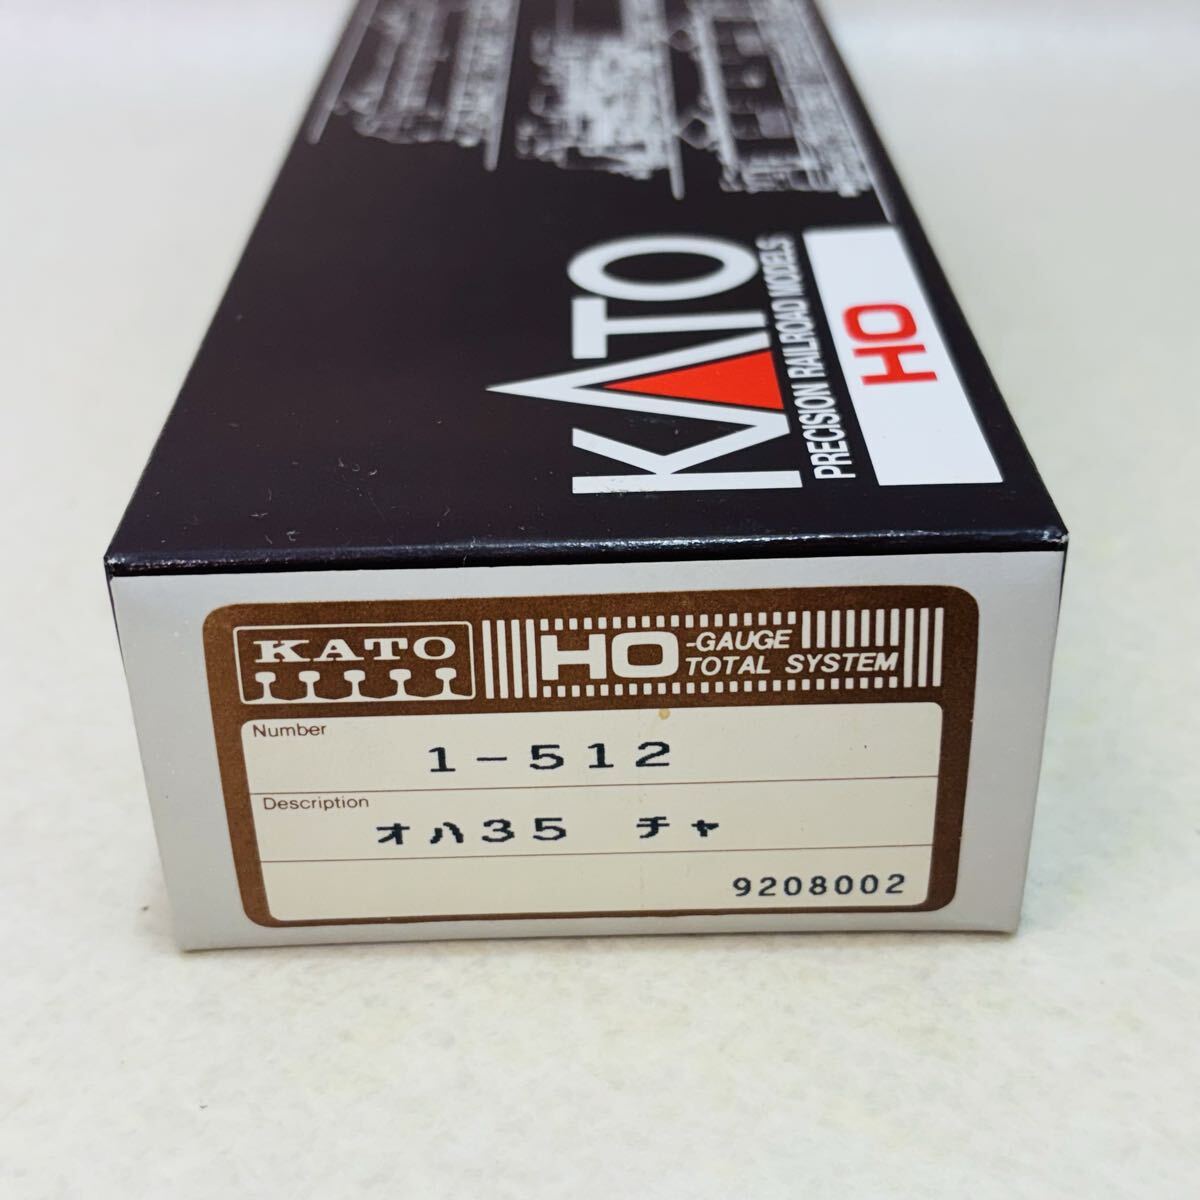 KATO
PRECISION RAILROAD MODELS
HO
KATO
HO-GAUGE
TOTAL SYSTEM
Number
1-512
Description
オハ35 チャ
9208002